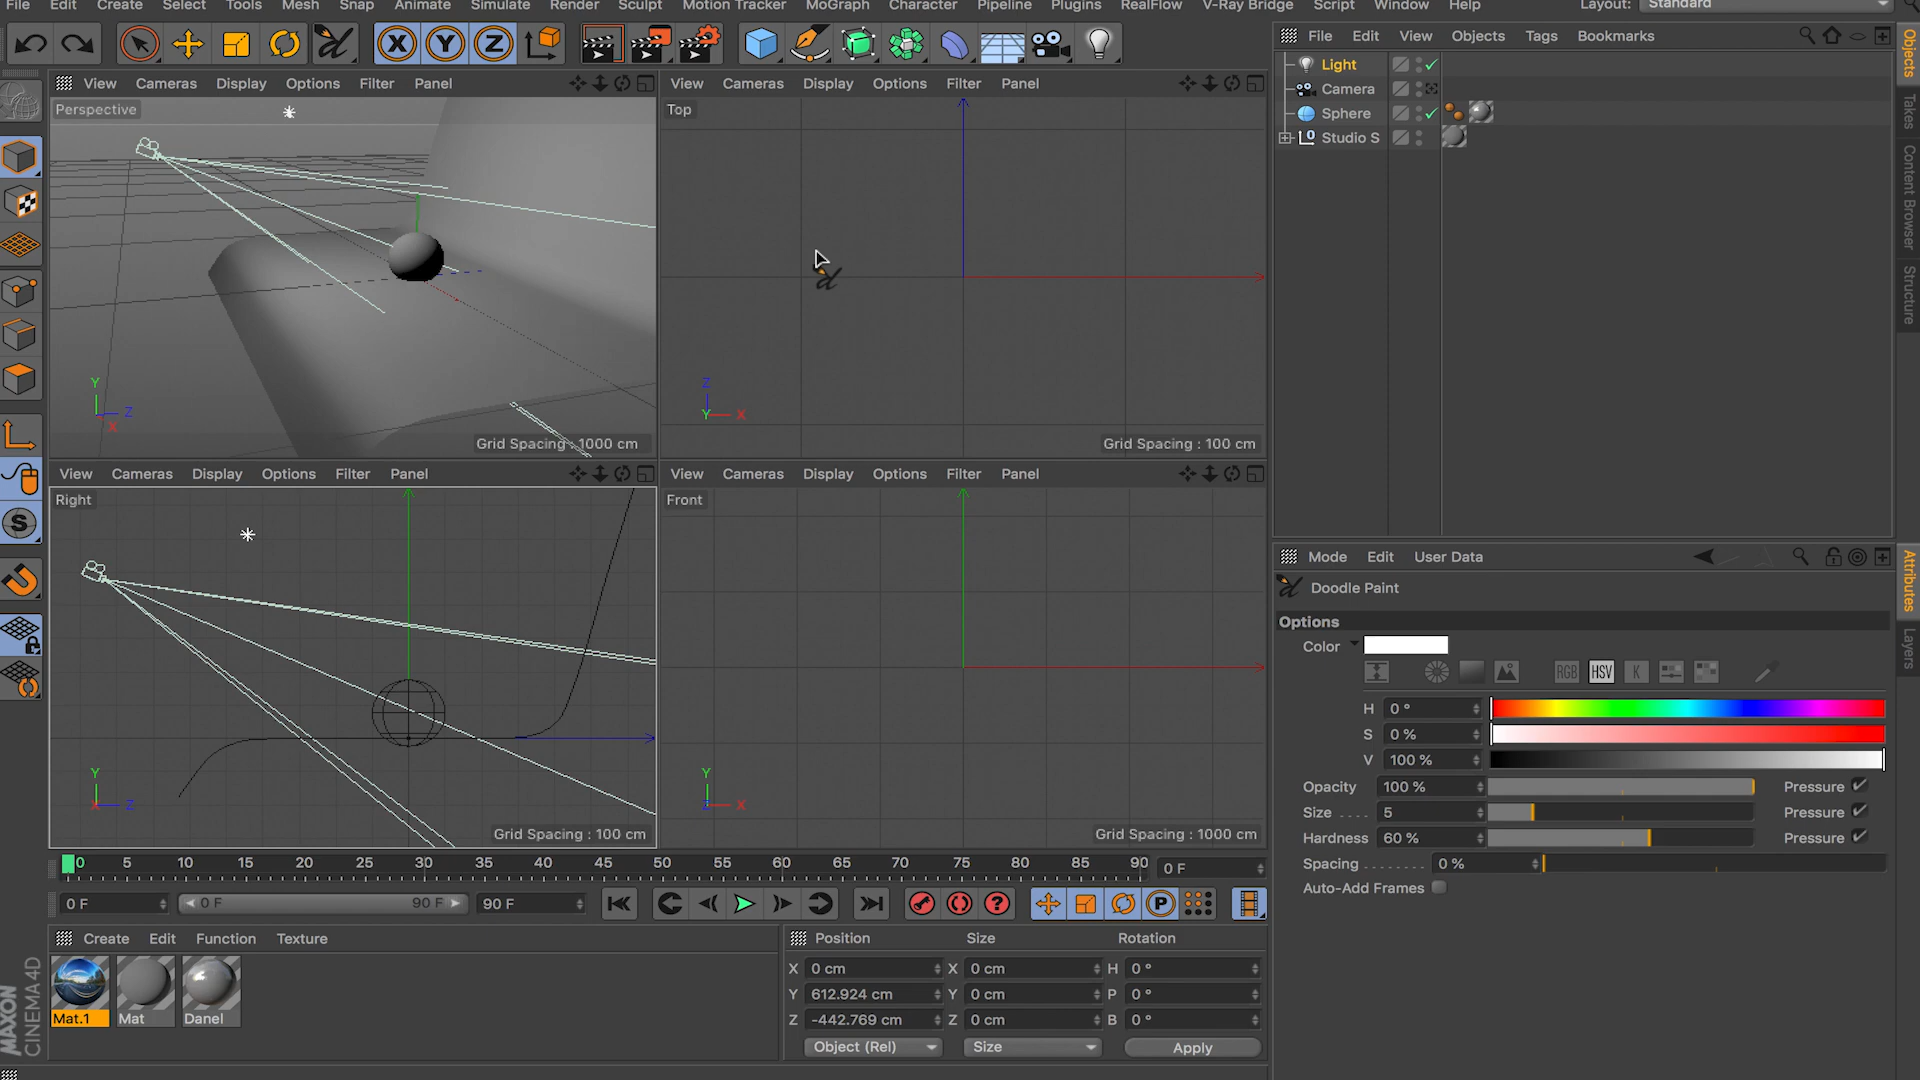 File Edit Create Select Tools Mesh Snap Animate Simulate Render Sculpt Motion Tracker MoGraph Character Pipeline Plugins RealFlow V-Ray Bridge Script Window Help Layout: Standard
X Y Z
File Edit View Objects Tags Bookmarks
Light
Camera
Sphere
Studio S
Objects
Takes
Content Browser
Structure
View Cameras Display Options Filter Panel
Perspective
Y
Z
X
Grid Spacing : 1000 cm
View Cameras Display Options Filter Panel
Top
Z
Y X
Grid Spacing : 100 cm
View Cameras Display Options Filter Panel
Right
Y
X Z
Grid Spacing : 100 cm
View Cameras Display Options Filter Panel
Front
Y
Z X
Grid Spacing : 1000 cm
S
0 5 10 15 20 25 30 35 40 45 50 55 60 65 70 75 80 85 90 0 F
0 F 0 F 90 F 90 F
? P
Create Edit Function Texture
Mat.1 Mat Danel
MAXON
CINEMA4D
Position Size Rotation
X 0 cm X 0 cm H 0 °
Y 612.924 cm Y 0 cm P 0 °
Z -442.769 cm Z 0 cm B 0 °
Object (Rel) Size Apply
Mode Edit User Data
Doodle Paint
Options
Color
RGB HSV K
H 0 °
S 0 %
V 100 %
Opacity 100 % Pressure
Size .... 5 Pressure
Hardness 60 % Pressure
Spacing ........ 0 %
Auto-Add Frames
Attributes
Layers